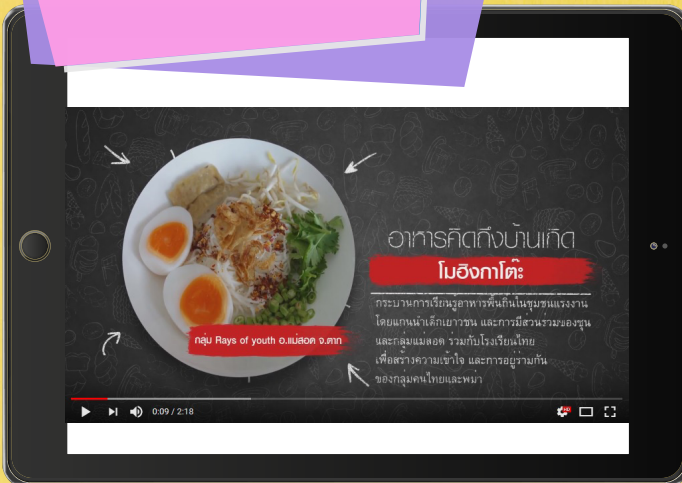 อาหารคิดถึงบ้านเกิด
โมฮิงกาโต๊ะ
กระบานการเรียนรู้อาหารพื้นถิ่นในชุมชนแรงงาน
โดยแกนนำเด็กเยาวชน และการมีส่วนร่วมของชุน
และกลุ่มแม่สอด ร่วมกับโรงเรียนไทย
เพื่อสร้างความเข้าใจ และการอยู่ร่วมกัน
ของกลุ่มคนไทยและพม่า
กลุ่ม Rays of youth อ.แม่สอด จ.ตาก
0:09 / 2:18
HD